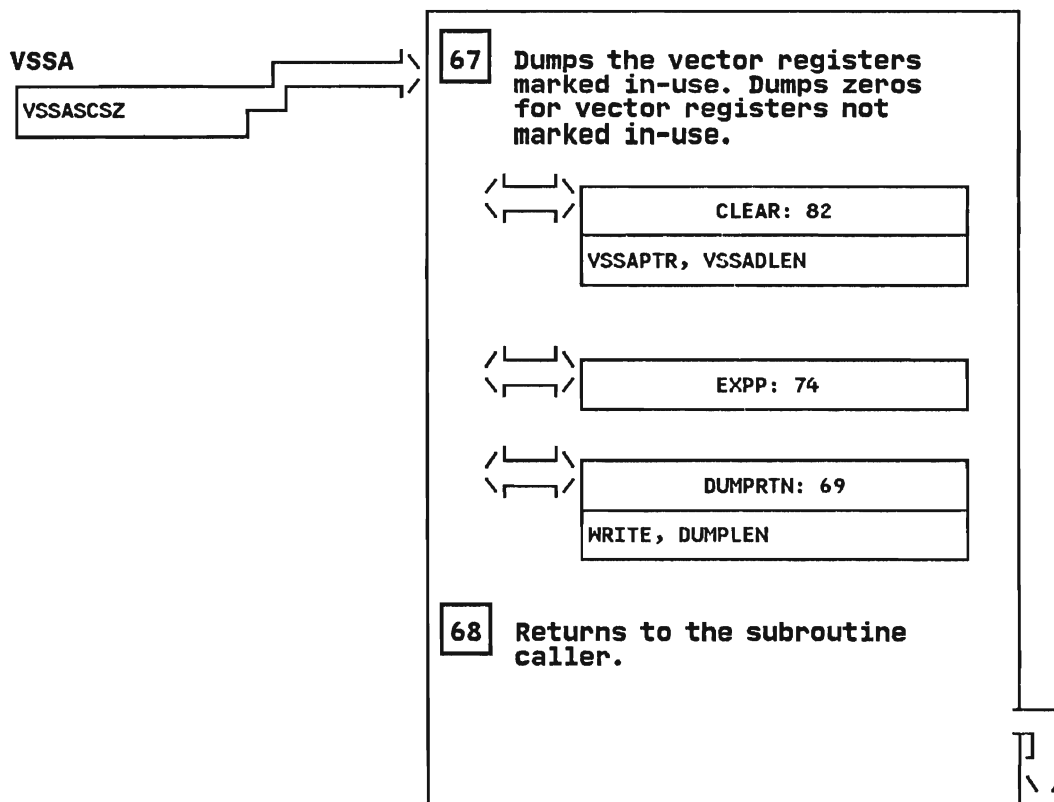 VSSA
VSSASCSZ
67 Dumps the vector registers
marked in-use. Dumps zeros
for vector registers not
marked in-use.
CLEAR: 82
VSSAPTR, VSSADLEN
EXPP: 74
DUMPRTN: 69
WRITE, DUMPLEN
68 Returns to the subroutine
caller.